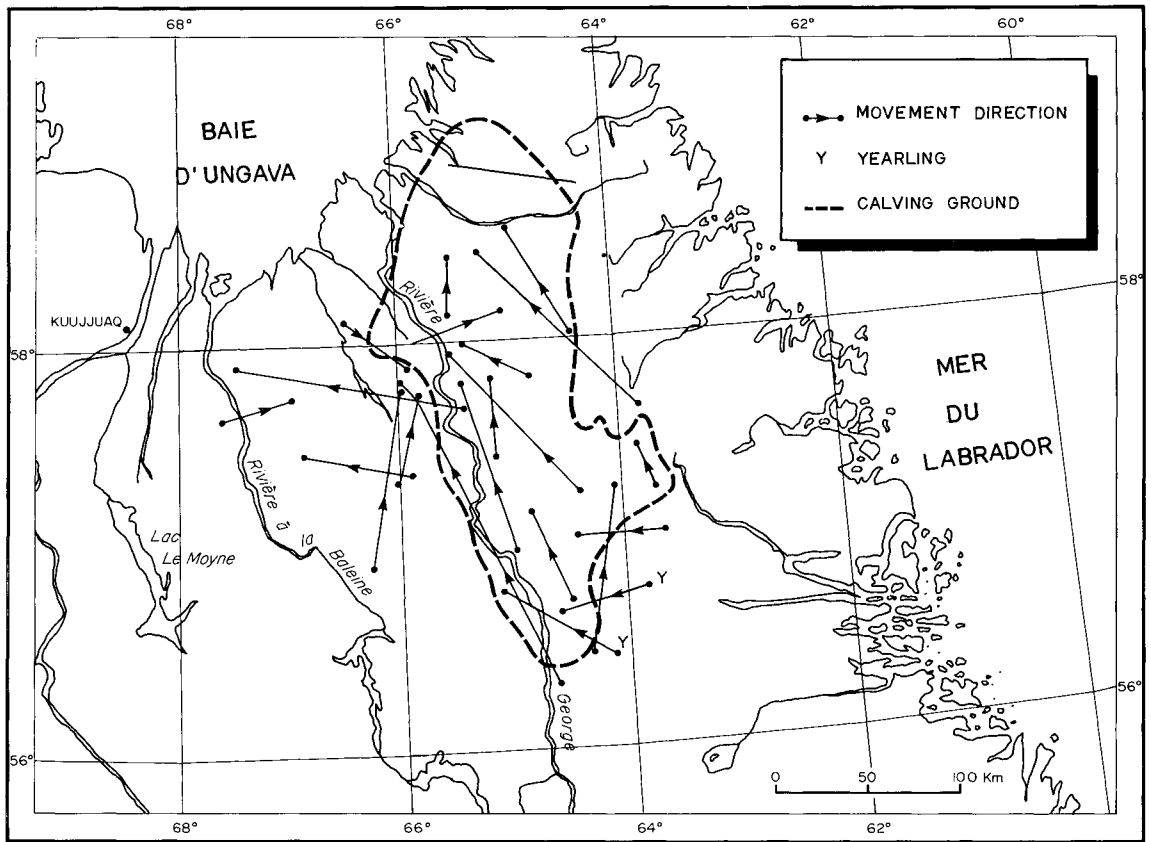 68° 66° 64° 62° 60°
BAIE
D'UNGAVA
MOVEMENT DIRECTION
Y YEARLING
CALVING GROUND
58°
KUUJJUAQ
58°
Rivière
MER
DU
LABRADOR
Rivière à la Baleine
Lac
Le Moyne
Y
Y
George
56°
56°
0 50 100 Km
68° 66° 64° 62°